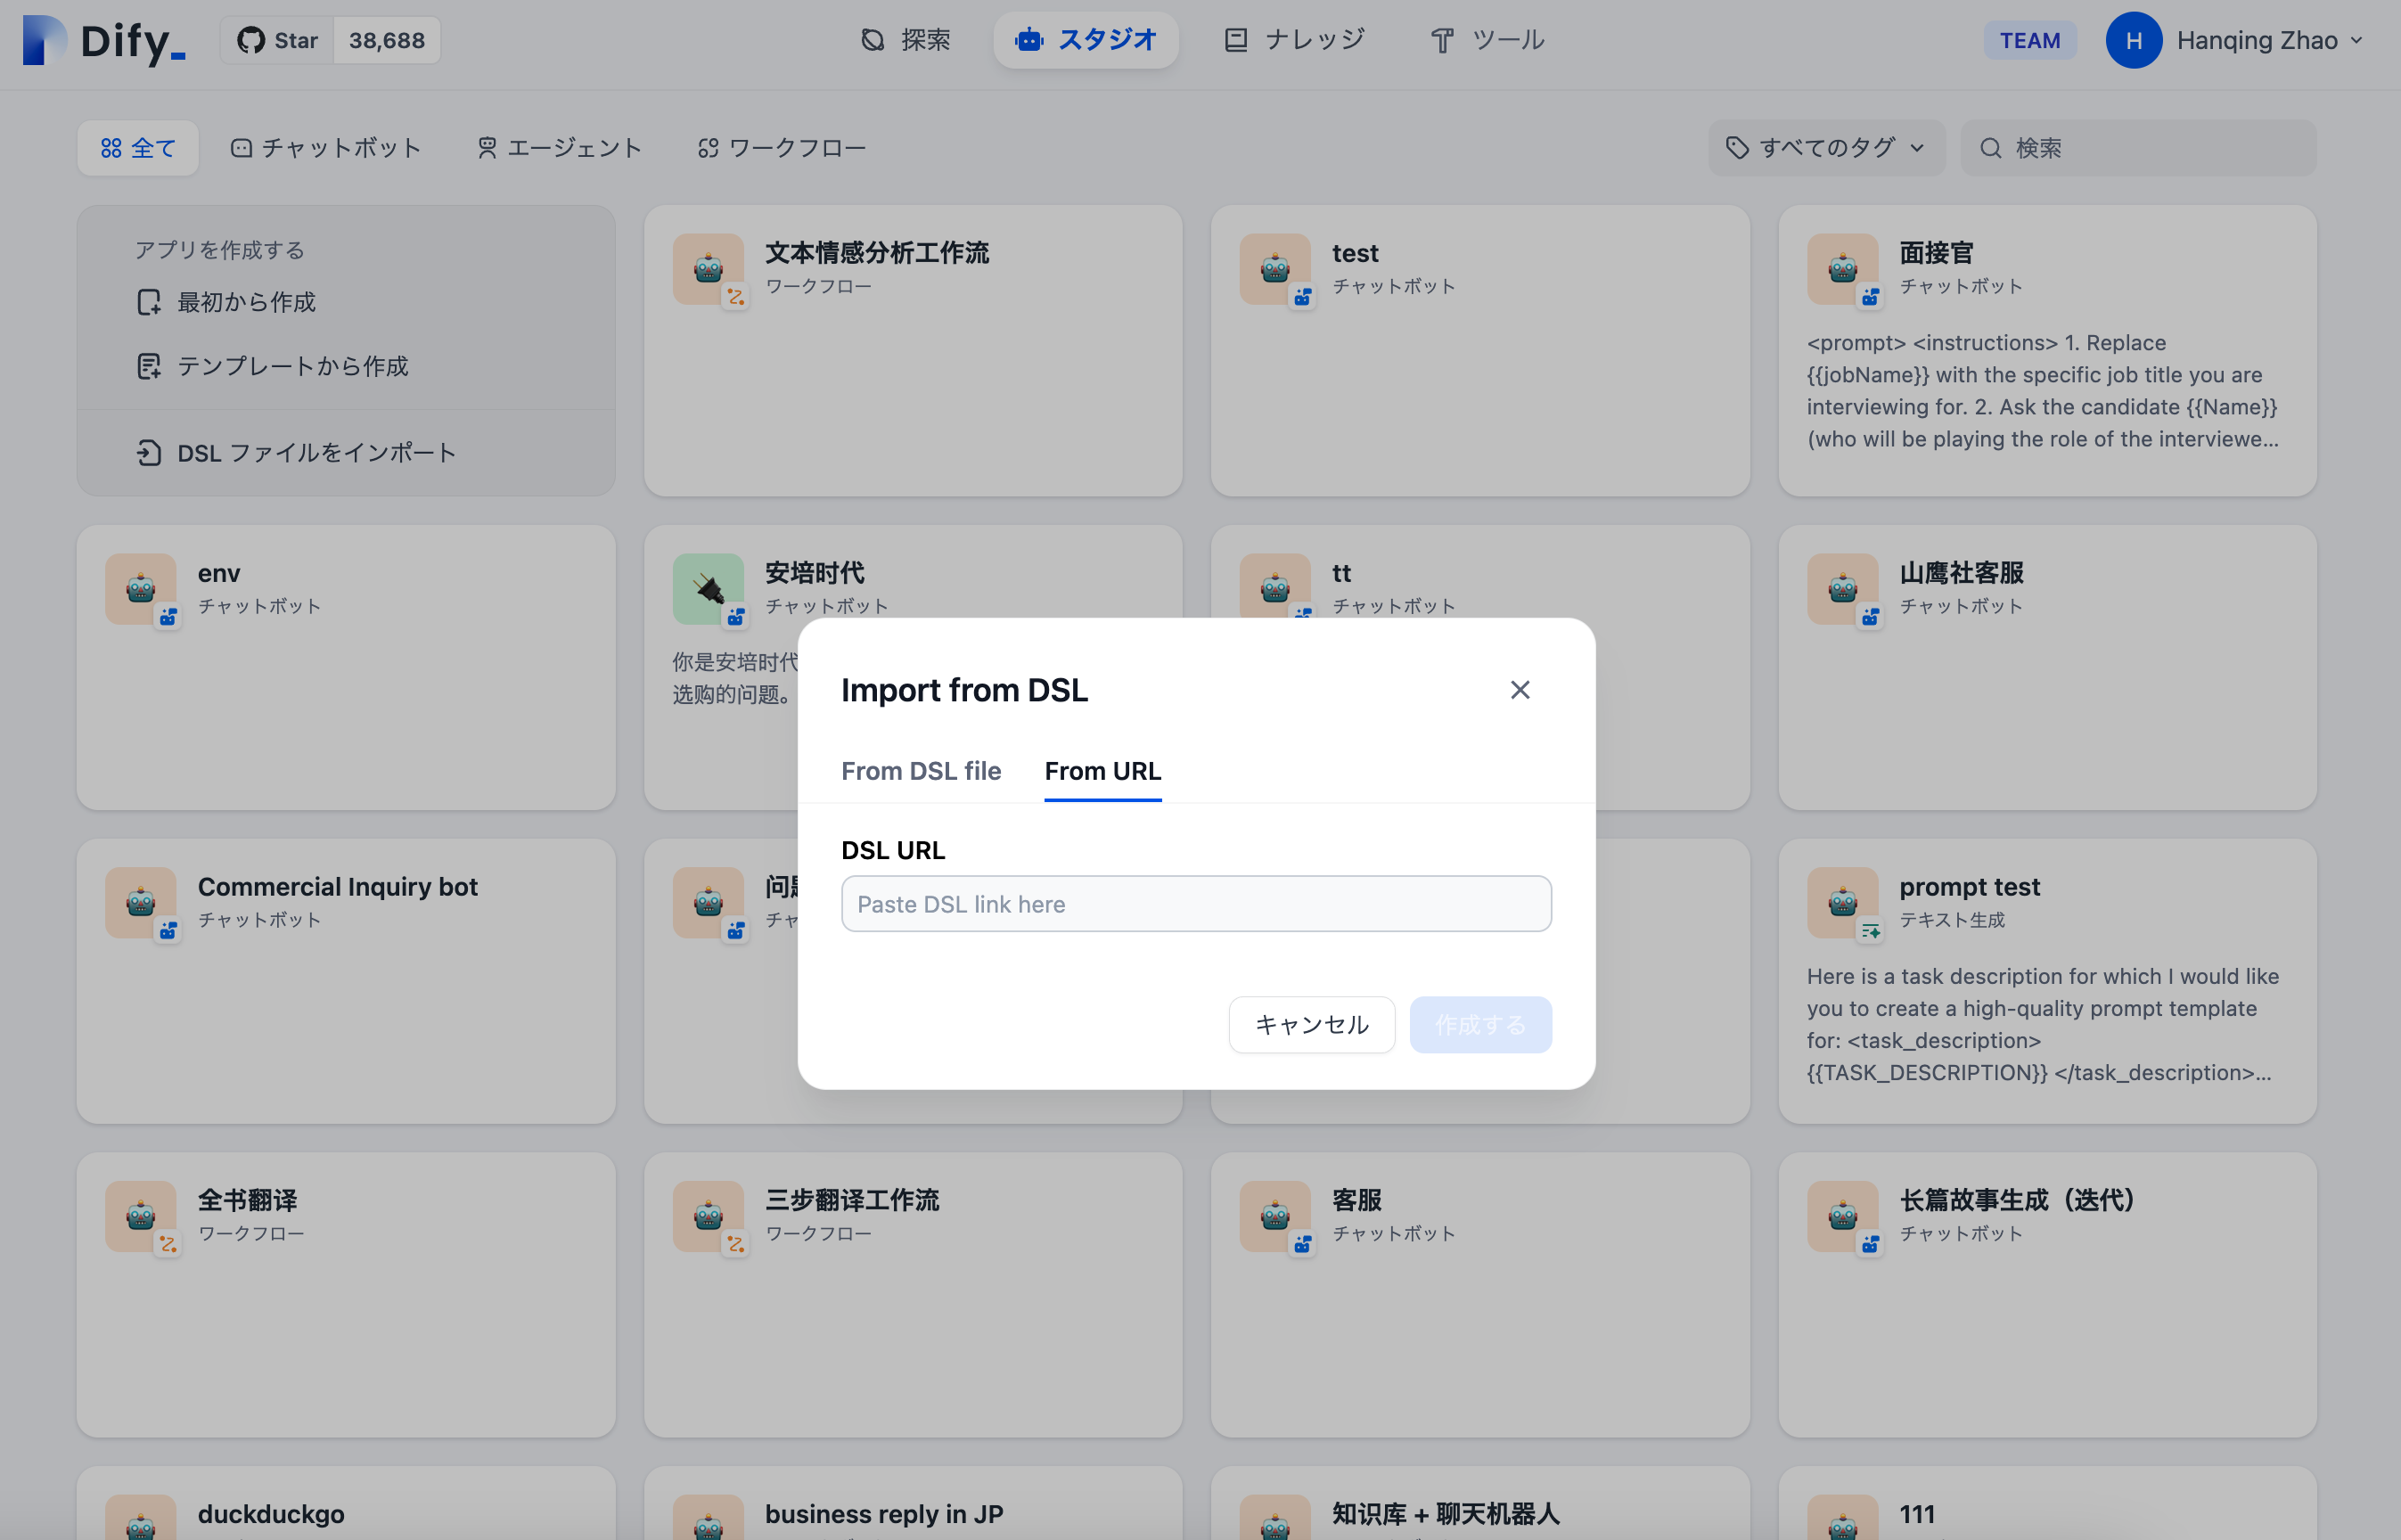 Dify_
Star 38,688
探索
スタジオ
ナレッジ
ツール
TEAM
H
Hanqing Zhao
全て
チャットボット
エージェント
ワークフロー
すべてのタグ
検索
アプリを作成する
最初から作成
テンプレートから作成
DSL ファイルをインポート
文本情感分析工作流
ワークフロー
test
チャットボット
面接官
チャットボット
<prompt> <instructions> 1. Replace
{{jobName}} with the specific job title you are
interviewing for. 2. Ask the candidate {{Name}}
(who will be playing the role of the interviewe...
env
チャットボット
安培时代
チャットボット
你是安培时代
选购的问题。
tt
チャットボット
山鹰社客服
チャットボット
Import from DSL
From DSL file
From URL
DSL URL
Paste DSL link here
キャンセル
作成する
Commercial Inquiry bot
チャットボット
问题
チャ
prompt test
テキスト生成
Here is a task description for which I would like
you to create a high-quality prompt template
for: <task_description>
{{TASK_DESCRIPTION}} </task_description>...
全书翻译
ワークフロー
三步翻译工作流
ワークフロー
客服
チャットボット
长篇故事生成（迭代）
チャットボット
duckduckgo
business reply in JP
知识库 + 聊天机器人
111